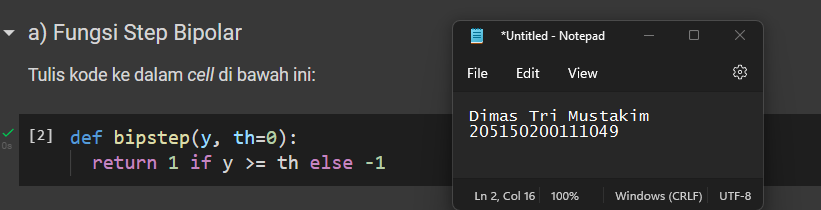 a) Fungsi Step Bipolar
Tulis kode ke dalam cell di bawah ini:
[2] def bipstep(y, th=0):
return 1 if y >= th else -1
0s
*Untitled - Notepad
File Edit View
Dimas Tri Mustakim
205150200111049
Ln 2, Col 16 100% Windows (CRLF) UTF-8